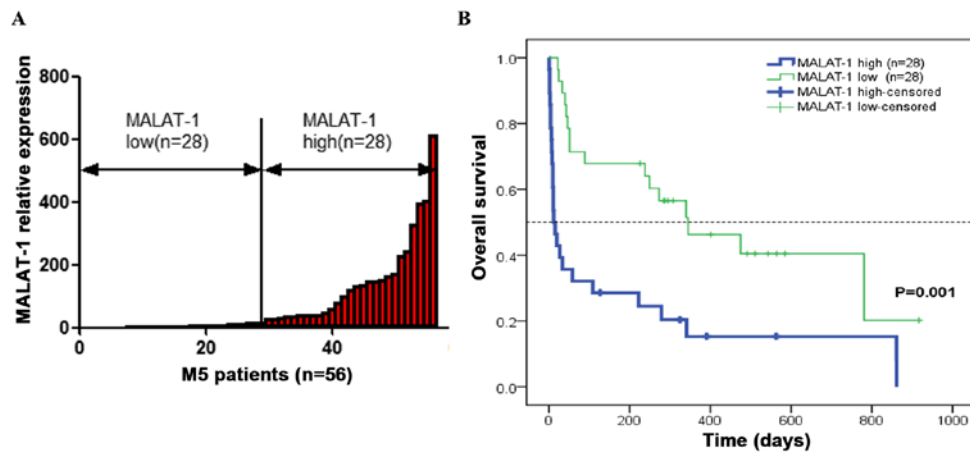 A
MALAT-1 relative expression
800
600
400
200
0
MALAT-1
low(n=28)
MALAT-1
high(n=28)
0
20
40
M5 patients (n=56)
B
Overall survival
1.0
0.8
0.6
0.4
0.2
0.0
MALAT-1 high (n=28)
MALAT-1 low (n=28)
MALAT-1 high-censored
MALAT-1 low-censored
P=0.001
0
200
400
600
800
1000
Time (days)